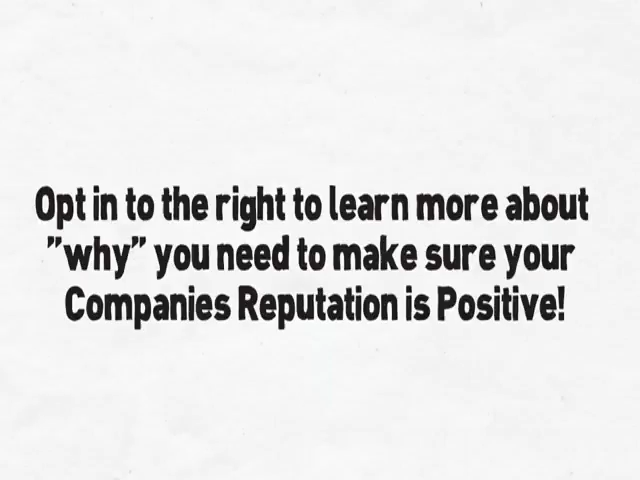 Opt in to the right to learn more about
"why" you need to make sure your
Companies Reputation is Positive!